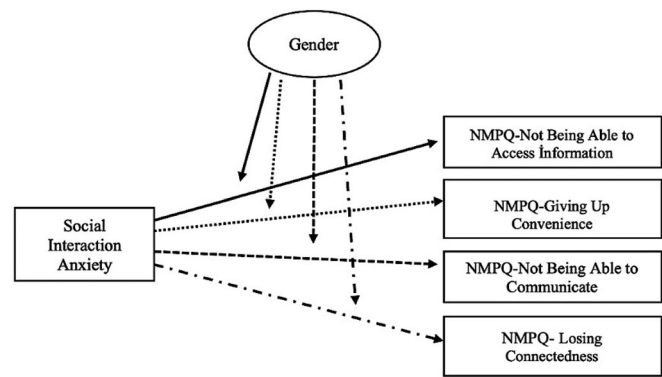 Gender
NMPQ-Not Being Able to
Access İnformation
NMPQ-Giving Up
Convenience
Social
Interaction
Anxiety
NMPQ-Not Being Able to
Communicate
NMPQ- Losing
Connectedness